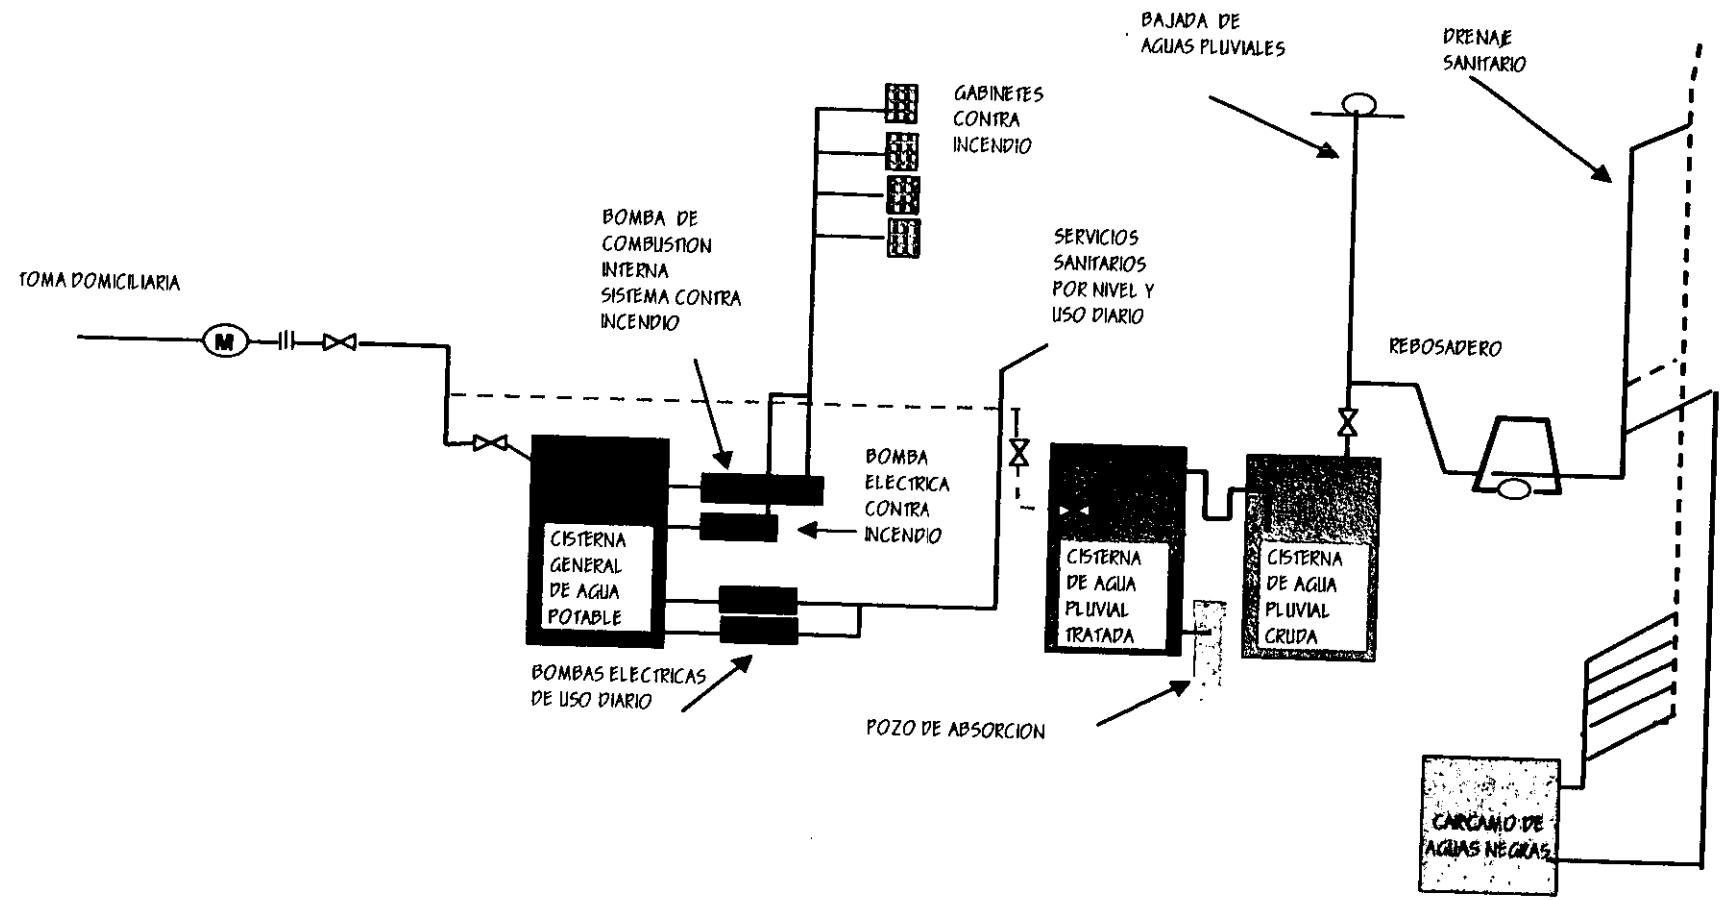 BAJADA DE
AGUAS PLUVIALES
DRENAJE
SANITARIO
GABINETES
CONTRA
INCENDIO
BOMBA DE
COMBUSTION
INTERNA
SISTEMA CONTRA
INCENDIO
SERVICIOS
SANITARIOS
POR NIVEL Y
USO DIARIO
TOMA DOMICILIARIA
M
REBOSADERO
BOMBA
ELECTRICA
CONTRA
INCENDIO
CISTERNA
GENERAL
DE AGUA
POTABLE
CISTERNA
DE AGUA
PLUVIAL
TRATADA
CISTERNA
DE AGUA
PLUVIAL
CRUDA
BOMBAS ELECTRICAS
DE USO DIARIO
POZO DE ABSORCION
CARCAMO DE
AGUAS NEGRAS